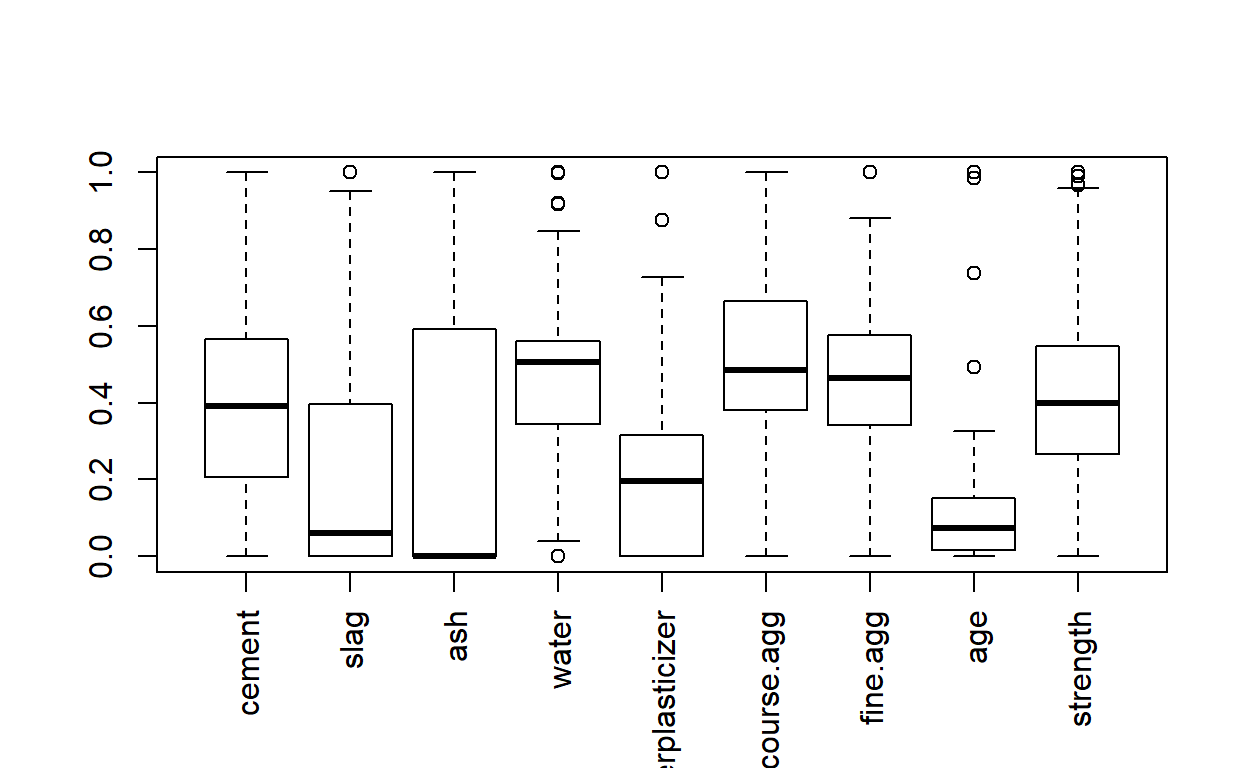 1.0
0.8
0.6
0.4
0.2
0.0
cement
slag
ash
water
erplasticizer
course.agg
fine.agg
age
strength